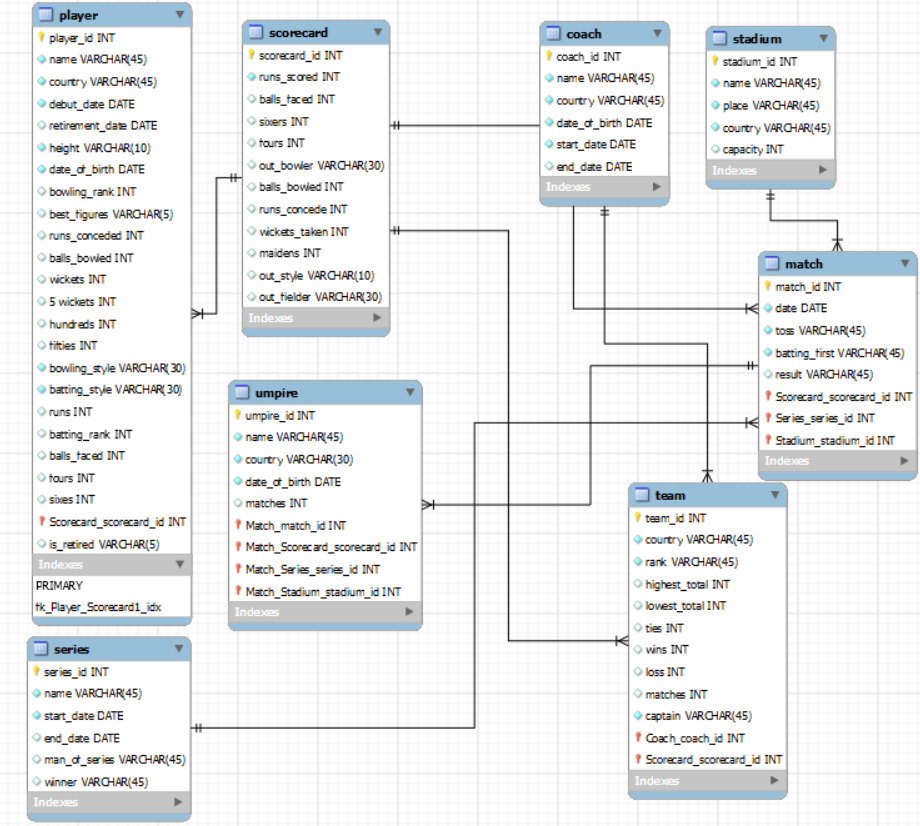 player
player_id INT
name VARCHAR(45)
country VARCHAR(45)
debut_date DATE
retirement_date DATE
height VARCHAR(10)
date_of_birth DATE
bowling_rank INT
best_figures VARCHAR(5)
runs_conceded INT
balls_bowled INT
wickets INT
5 wickets INT
hundreds INT
fifties INT
bowling_style VARCHAR(30)
batting_style VARCHAR(30)
runs INT
batting_rank INT
balls_faced INT
fours INT
sixes INT
Scorecard_scorecard_id INT
is_retired VARCHAR(5)
Indexes
PRIMARY
fk_Player_Scorecard1_idx
scorecard
scorecard_id INT
runs_scored INT
balls_faced INT
sixers INT
fours INT
out_bowler VARCHAR(30)
balls_bowled INT
runs_concede INT
wickets_taken INT
maidens INT
out_style VARCHAR(10)
out_fielder VARCHAR(30)
Indexes
coach
coach_id INT
name VARCHAR(45)
country VARCHAR(45)
date_of_birth DATE
start_date DATE
end_date DATE
Indexes
stadium
stadium_id INT
name VARCHAR(45)
place VARCHAR(45)
country VARCHAR(45)
capacity INT
Indexes
match
match_id INT
date DATE
toss VARCHAR(45)
batting_first VARCHAR(45)
result VARCHAR(45)
Scorecard_scorecard_id INT
Series_series_id INT
Stadium_stadium_id INT
Indexes
umpire
umpire_id INT
name VARCHAR(45)
country VARCHAR(30)
date_of_birth DATE
matches INT
Match_match_id INT
Match_Scorecard_scorecard_id INT
Match_Series_series_id INT
Match_Stadium_stadium_id INT
Indexes
team
team_id INT
country VARCHAR(45)
rank VARCHAR(45)
highest_total INT
lowest_total INT
ties INT
wins INT
loss INT
matches INT
captain VARCHAR(45)
Coach_coach_id INT
Scorecard_scorecard_id INT
Indexes
series
series_id INT
name VARCHAR(45)
start_date DATE
end_date DATE
man_of_series VARCHAR(45)
winner VARCHAR(45)
Indexes